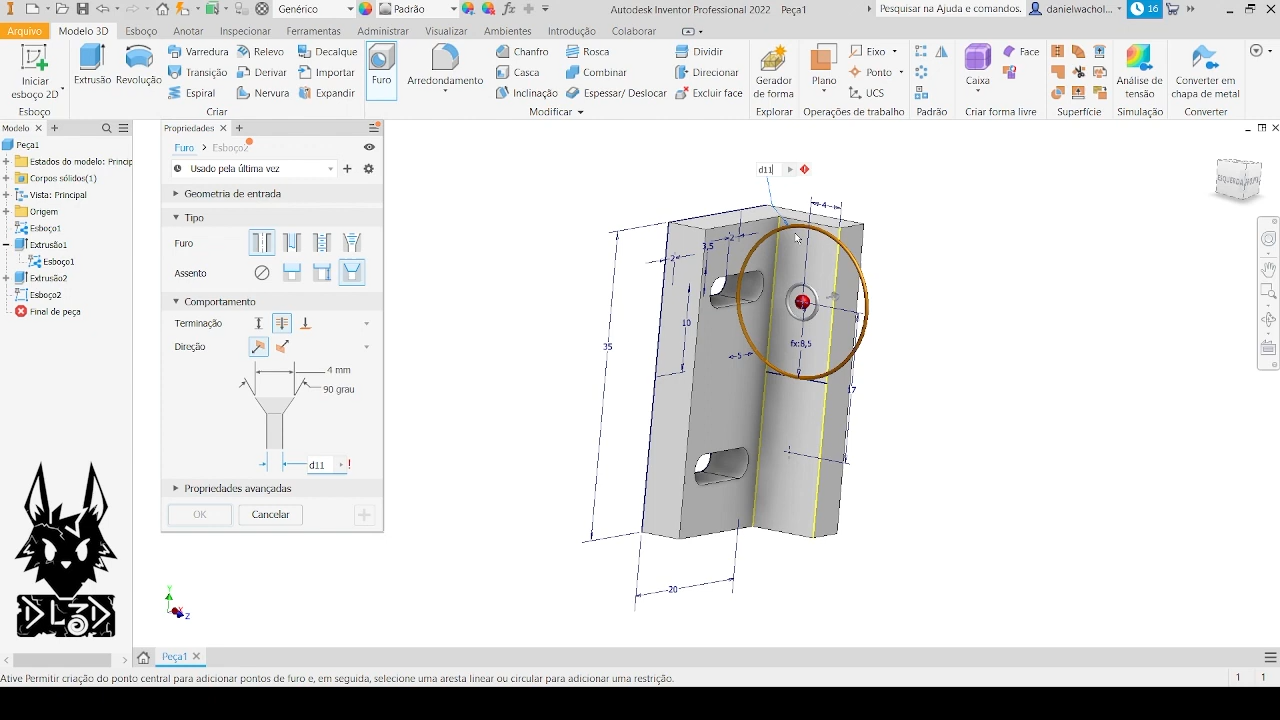 Genérico
Padrão
Autodesk Inventor Professional 2022
Peça1
Pesquisar na Ajuda e comandos.
danielwachol...
16
Arquivo
Modelo 3D
Esboço
Anotar
Inspecionar
Ferramentas
Administrar
Visualizar
Ambientes
Introdução
Colaborar
Iniciar
esboço 2D
Extrusão
Revolução
Varredura
Relevo
Decalque
Transição
Derivar
Importar
Espiral
Nervura
Expandir
Furo
Arredondamento
Chanfro
Rosca
Dividir
Casca
Combinar
Direcionar
Inclinação
Espessar/ Deslocar
Excluir face
Gerador
de forma
Plano
Eixo
Ponto
UCS
Caixa
Face
Análise de
tensão
Converter em
chapa de metal
Esboço
Criar
Modificar
Explorar
Operações de trabalho
Padrão
Criar forma livre
Superfície
Simulação
Converter
Modelo
Peça1
Estados do modelo: Princip
Corpos sólidos(1)
Vista: Principal
Origem
Esboço1
Extrusão1
Esboço1
Extrusão2
Esboço2
Final de peça
Propriedades
Furo
Esboço2
Usado pela última vez
Geometria de entrada
Tipo
Furo
Assento
Comportamento
Terminação
Direção
4 mm
90 grau
d11
!
Propriedades avançadas
OK
Cancelar
d11
4
2
3,5
2
10
35
5
fx:8,5
17
20
ESQUERDA
Y
X
Z
DL3D
Peça1
Ative Permitir criação do ponto central para adicionar pontos de furo e, em seguida, selecione uma aresta linear ou circular para adicionar uma restrição.
1
1